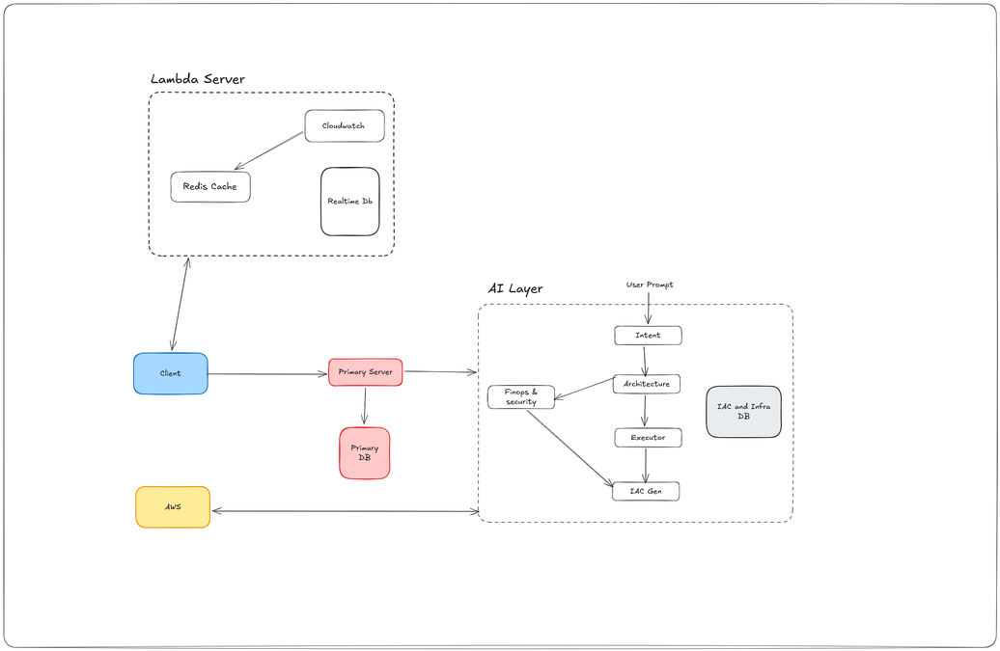 Lambda Server
Cloudwatch
Redis Cache
Realtime Db
User Prompt
AI Layer
Intent
Client
Primary Server
Architecture
Finops &
security
IAC and Infra
DB
Executor
Primary
DB
IAC Gen
AWS